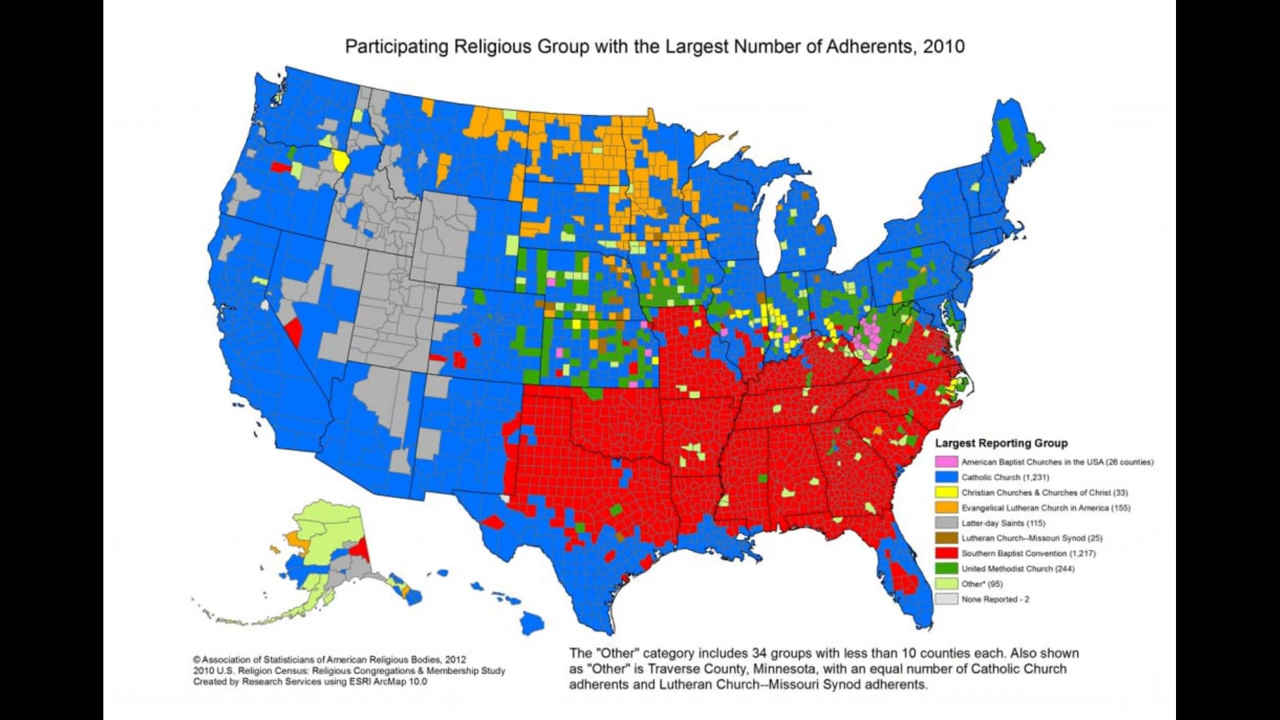 Participating Religious Group with the Largest Number of Adherents, 2010
Largest Reporting Group
American Baptist Churches in the USA (26 counties)
Catholic Church (1,231)
Christian Churches & Churches of Christ (33)
Evangelical Lutheran Church in America (155)
Latter-day Saints (115)
Lutheran Church--Missouri Synod (25)
Southern Baptist Convention (1,217)
United Methodist Church (244)
Other* (95)
None Reported - 2
© Association of Statisticians of American Religious Bodies, 2012
2010 U.S. Religion Census: Religious Congregations & Membership Study
Created by Research Services using ESRI ArcMap 10.0
The "Other" category includes 34 groups with less than 10 counties each. Also shown
as "Other" is Traverse County, Minnesota, with an equal number of Catholic Church
adherents and Lutheran Church--Missouri Synod adherents.